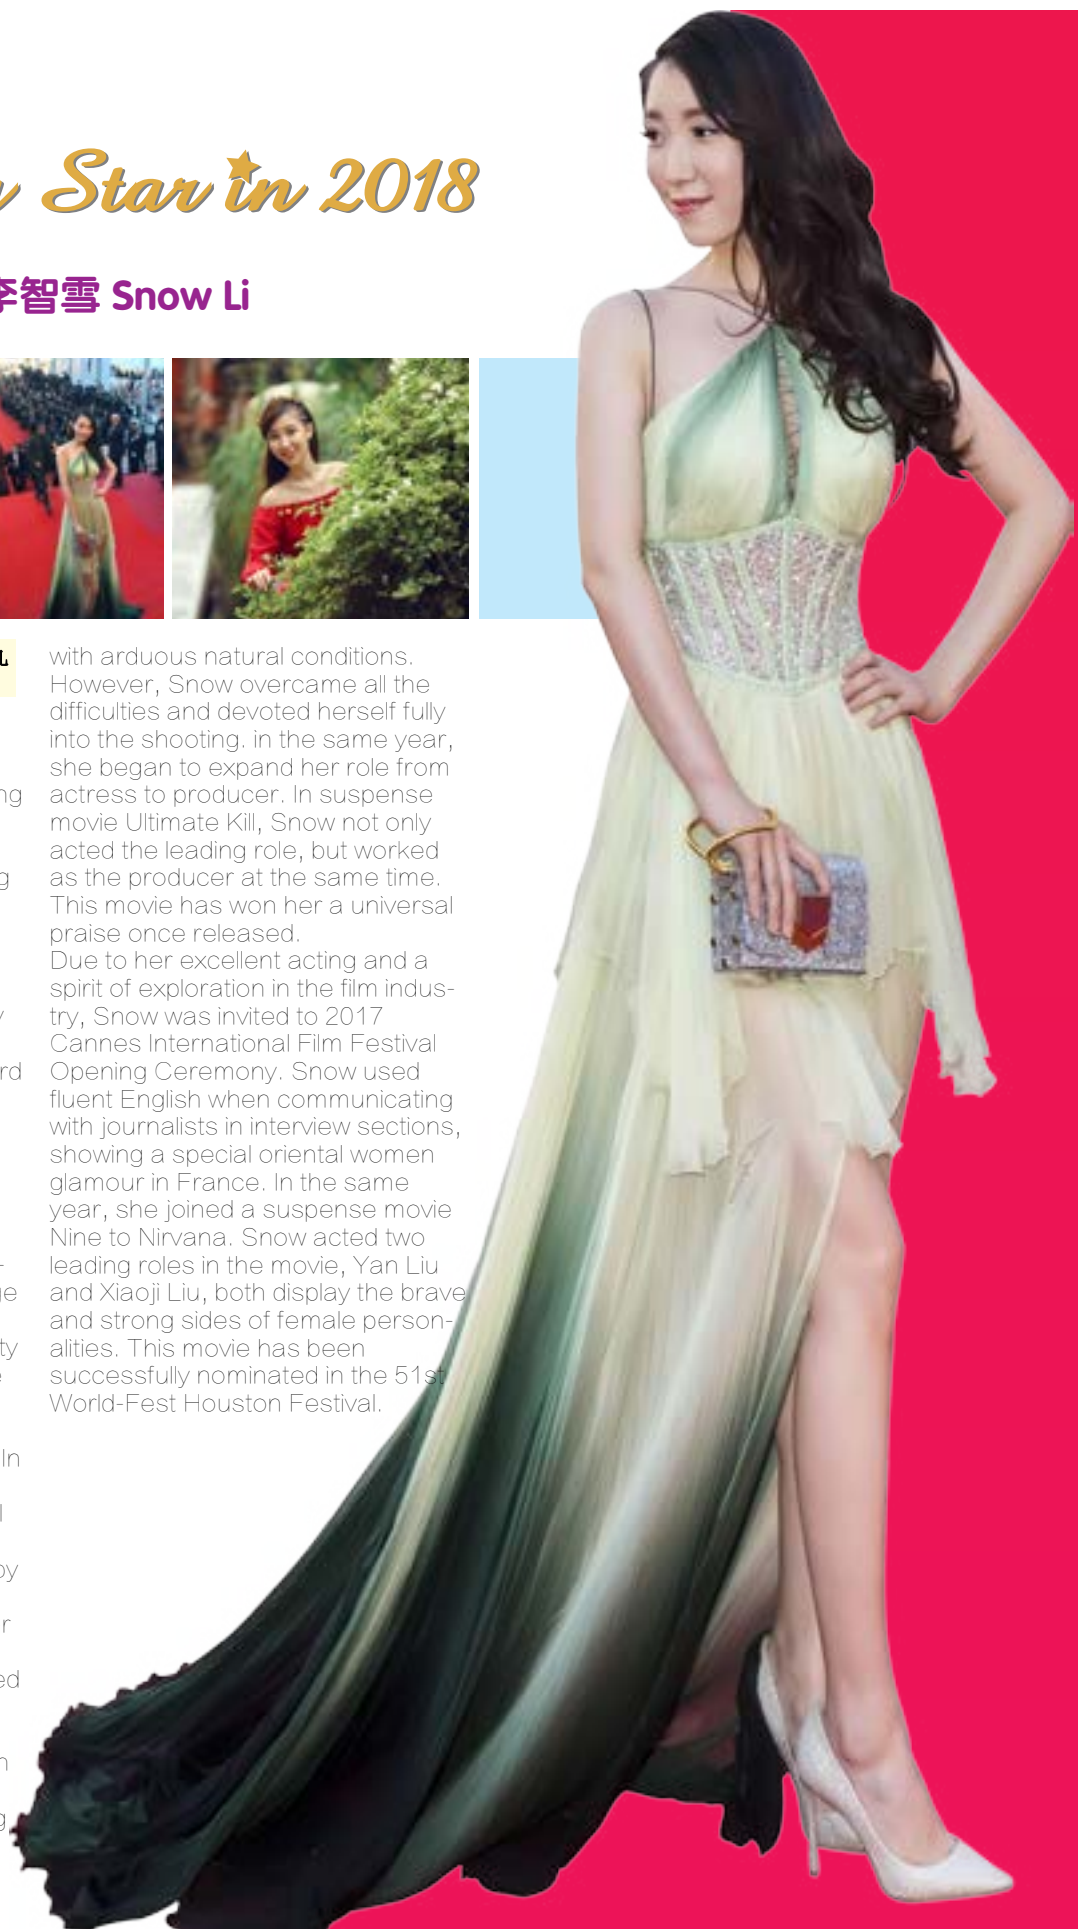 Star in 2018
李智雪 Snow Li
with arduous natural conditions.
However, Snow overcame all the
difficulties and devoted herself fully
into the shooting. in the same year,
she began to expand her role from
actress to producer. In suspense
movie Ultimate Kill, Snow not only
acted the leading role, but worked
as the producer at the same time.
This movie has won her a universal
praise once released.
Due to her excellent acting and a
spirit of exploration in the film indus-
try, Snow was invited to 2017
Cannes International Film Festival
Opening Ceremony. Snow used
fluent English when communicating
with journalists in interview sections,
showing a special oriental women
glamour in France. In the same
year, she joined a suspense movie
Nine to Nirvana. Snow acted two
leading roles in the movie, Yan Liu
and Xiaoji Liu, both display the brave
and strong sides of female person-
alities. This movie has been
successfully nominated in the 51st
World-Fest Houston Festival.